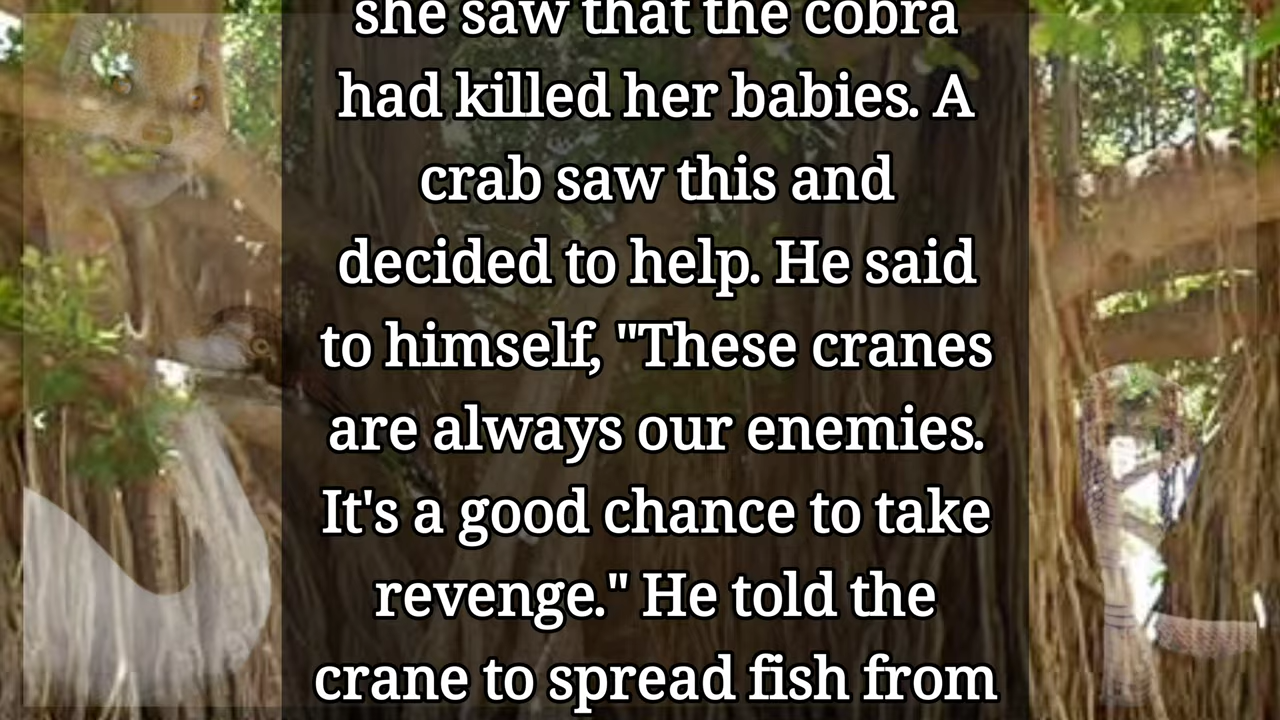 she saw that the cobra
had killed her babies. A
crab saw this and
decided to help. He said
to himself, "These cranes
are always our enemies.
It's a good chance to take
revenge." He told the
crane to spread fish from